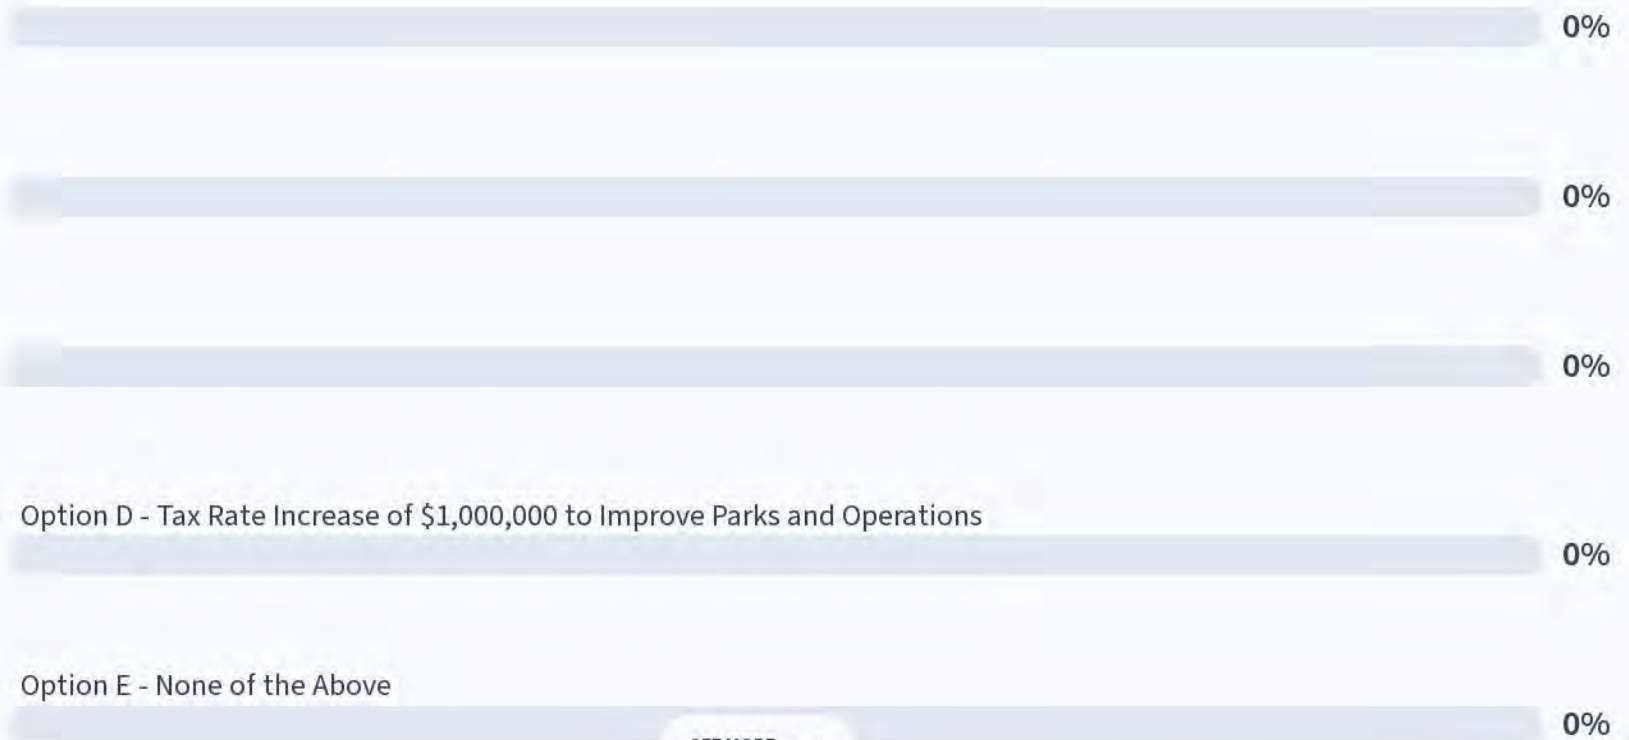 0%
0%
0%
Option D - Tax Rate Increase of $1,000,000 to Improve Parks and Operations
0%
Option E - None of the Above
0%